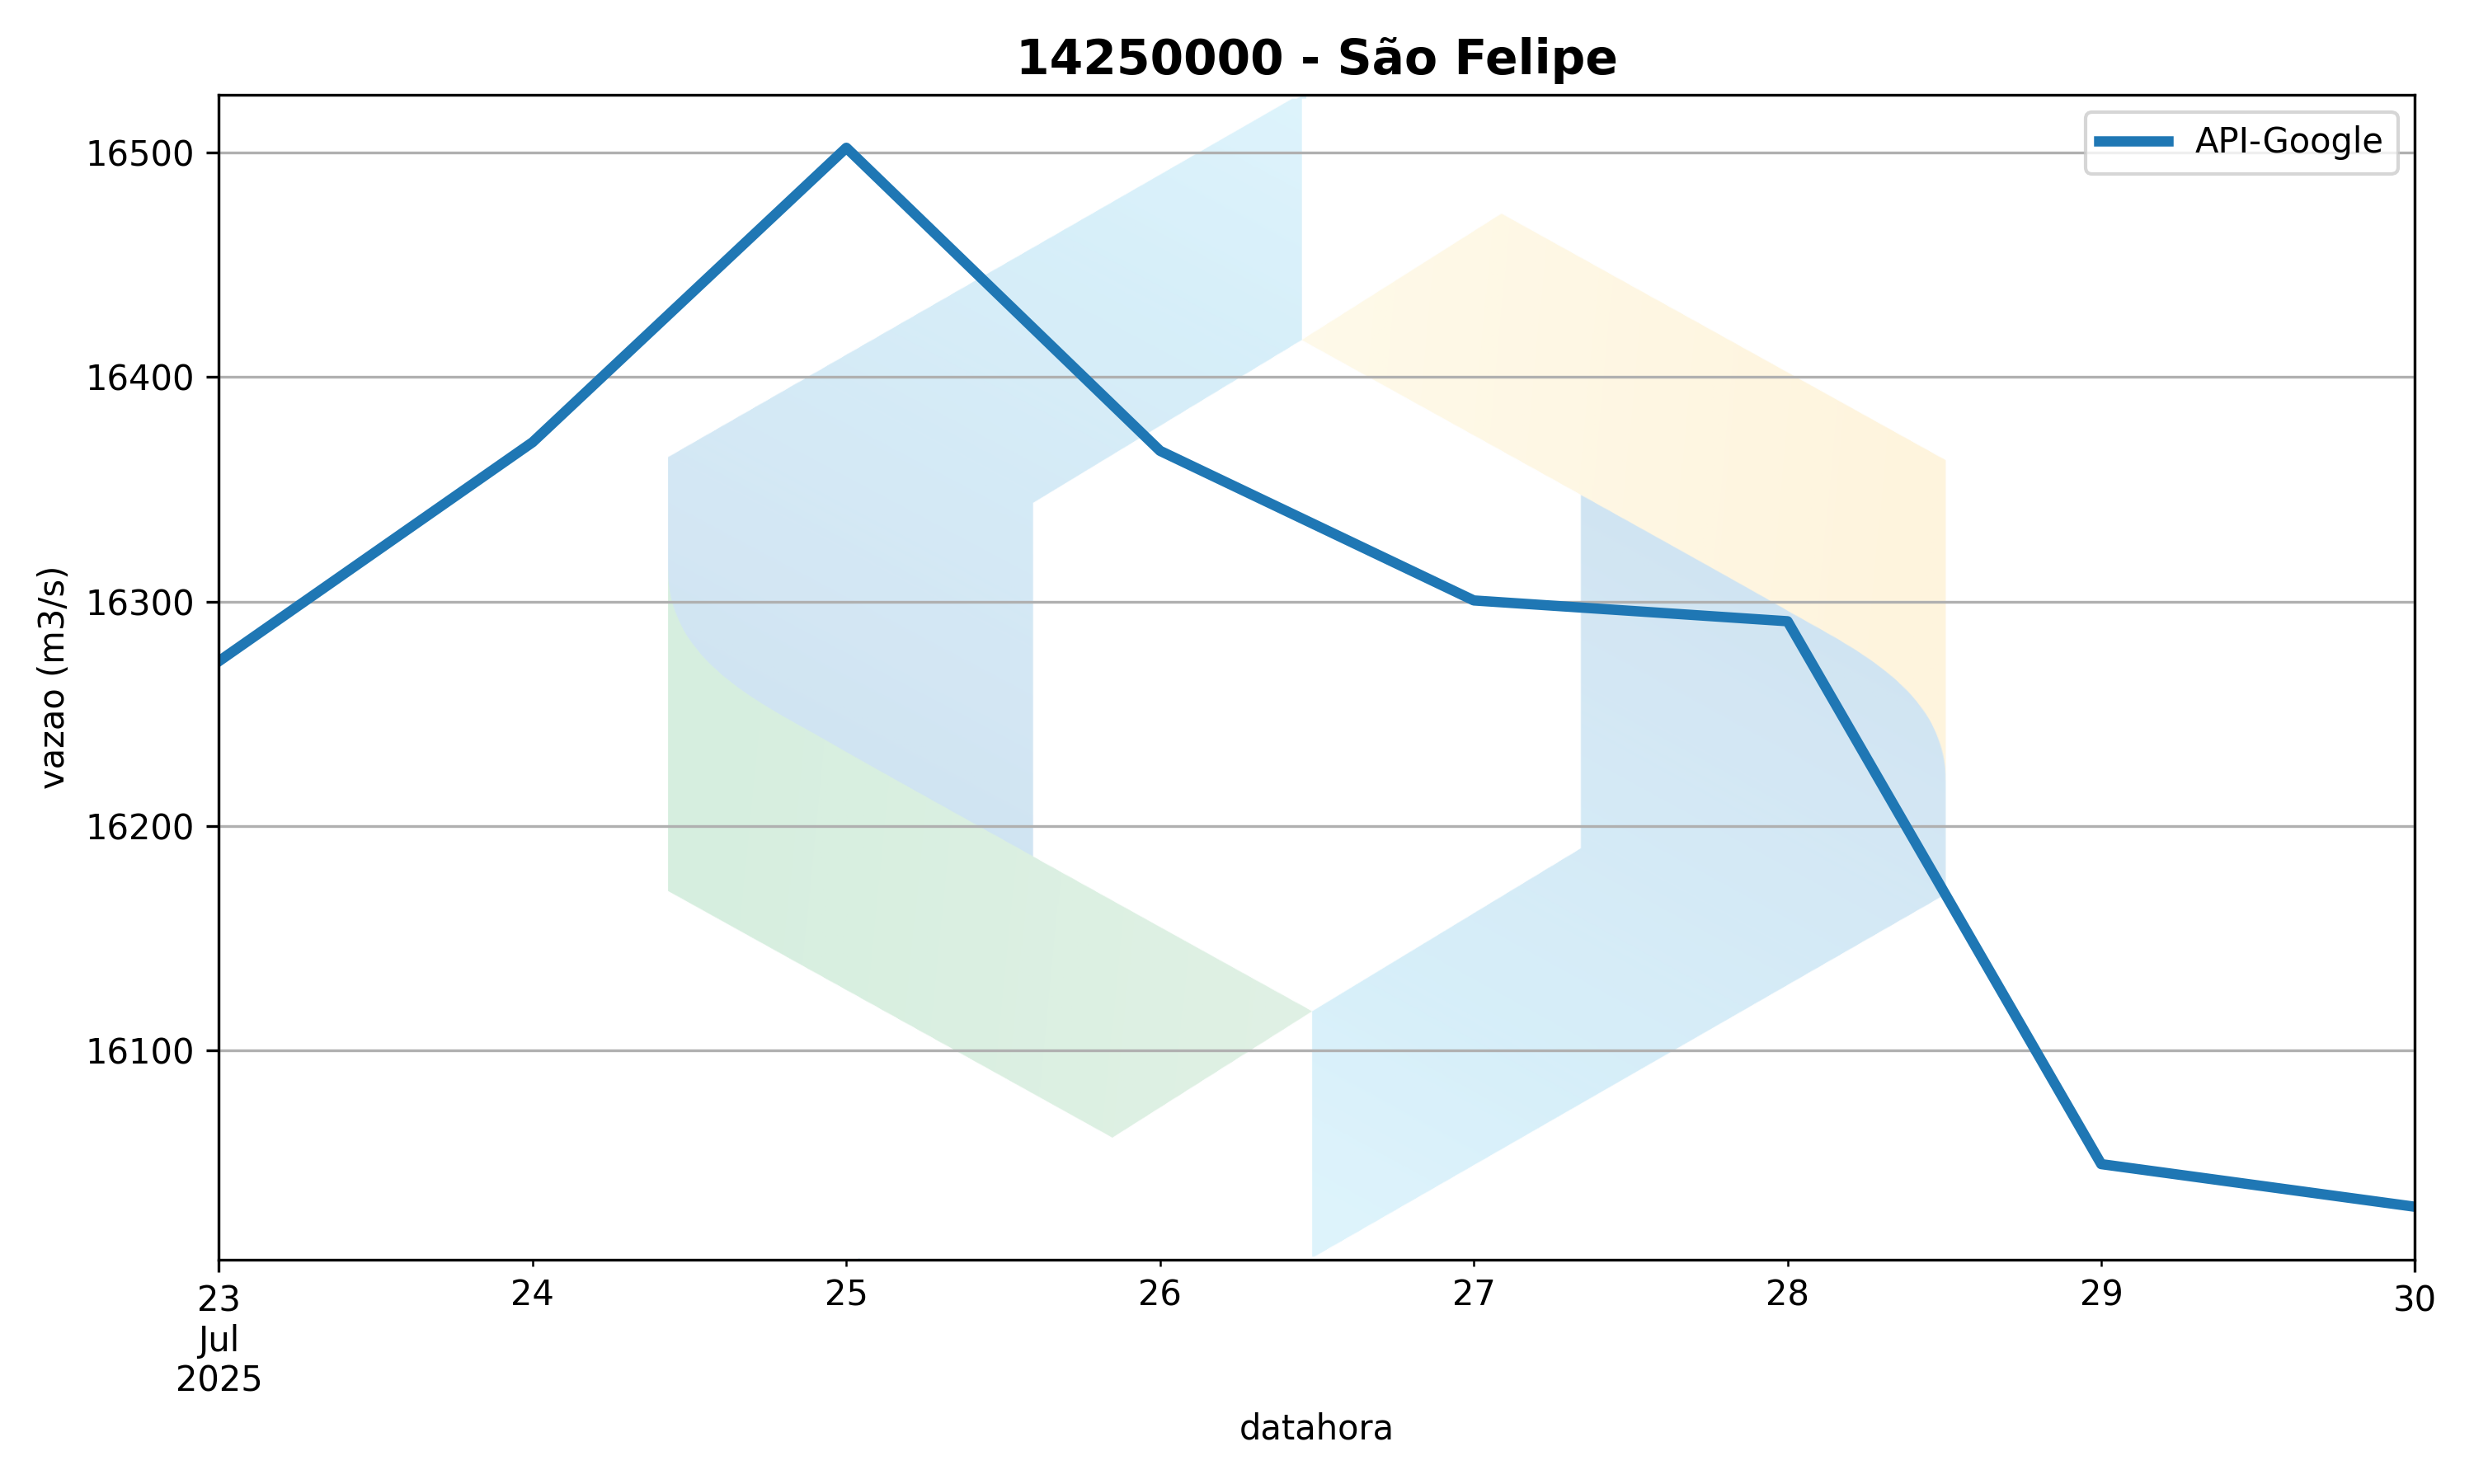 14250000 - São Felipe
API-Google
vazao (m3/s)
16500
16400
16300
16200
16100
23 24 25 26 27 28 29 30
Jul
2025
datahora